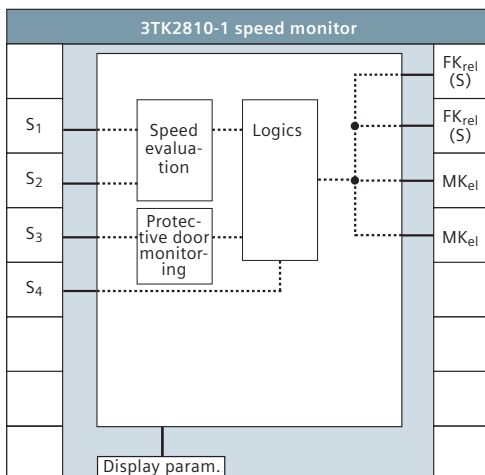 3TK2810-1 speed monitor
FKrel
(S)
S1
Speed
evalua-
tion
Logics
FKrel
(S)
S2
MKel
S3
Protec-
tive door
monitor-
ing
MKel
S4
Display param.